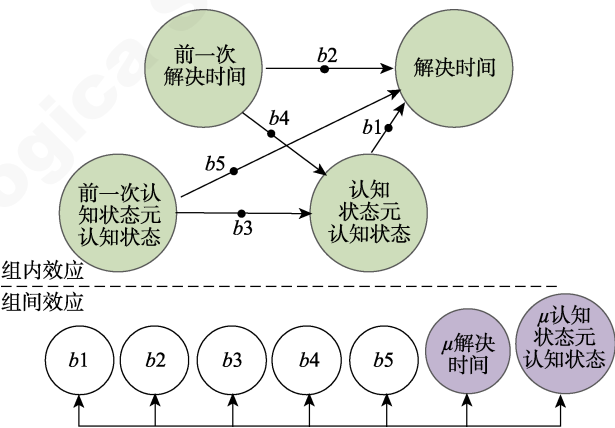 前一次
解决时间
b2
解决时间
b4
b1
b5
前一次认
知状态元
认知状态
b3
认知
状态元
认知状态
组内效应
组间效应
b1
b2
b3
b4
b5
μ解决
时间
μ认知
状态元
认知状态